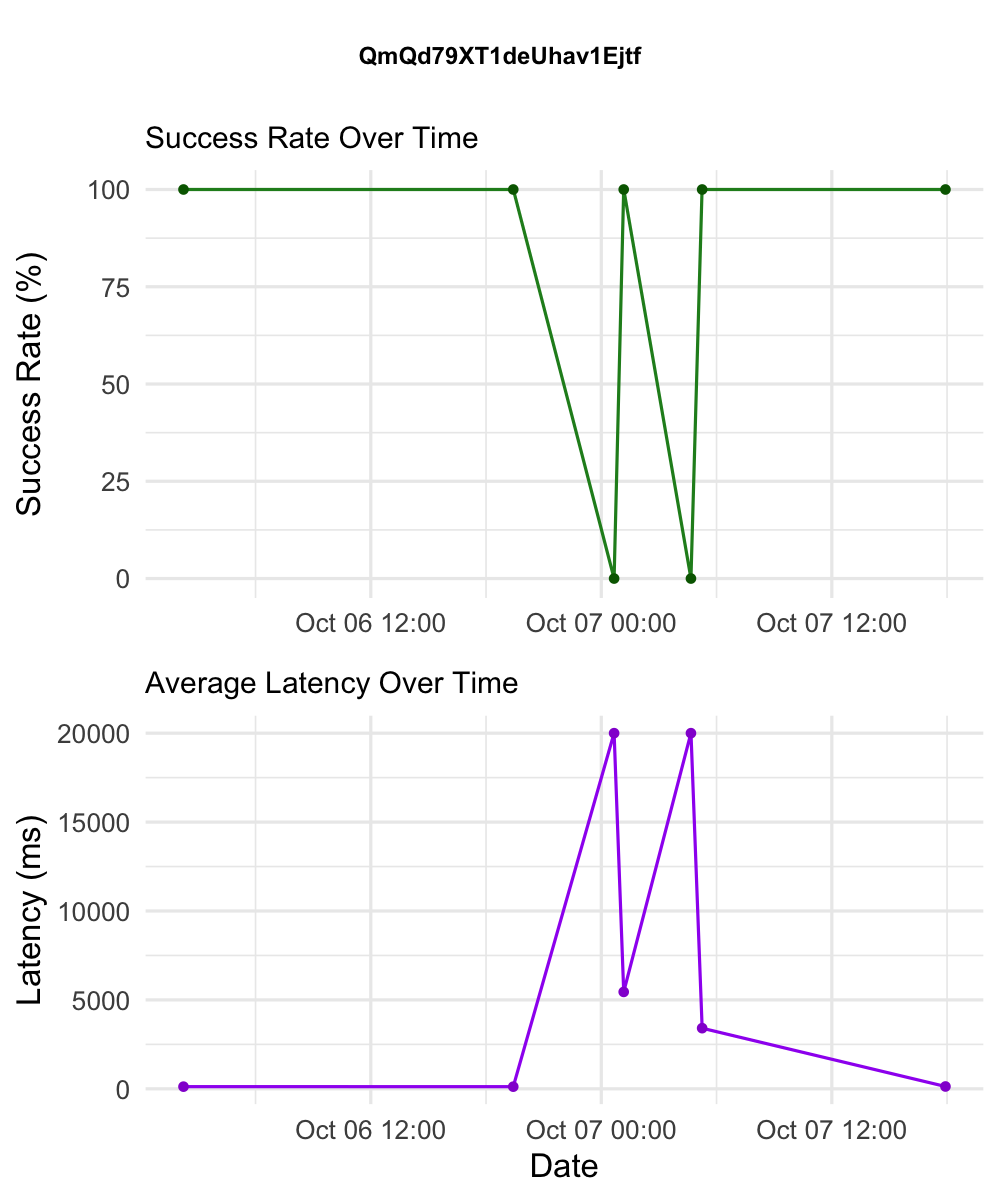 QmQd79XT1deUhav1Ejtf
Success Rate Over Time
Success Rate (%)
100
75
50
25
0
Oct 06 12:00 Oct 07 00:00 Oct 07 12:00
Average Latency Over Time
Latency (ms)
20000
15000
10000
5000
0
Oct 06 12:00 Oct 07 00:00 Oct 07 12:00
Date